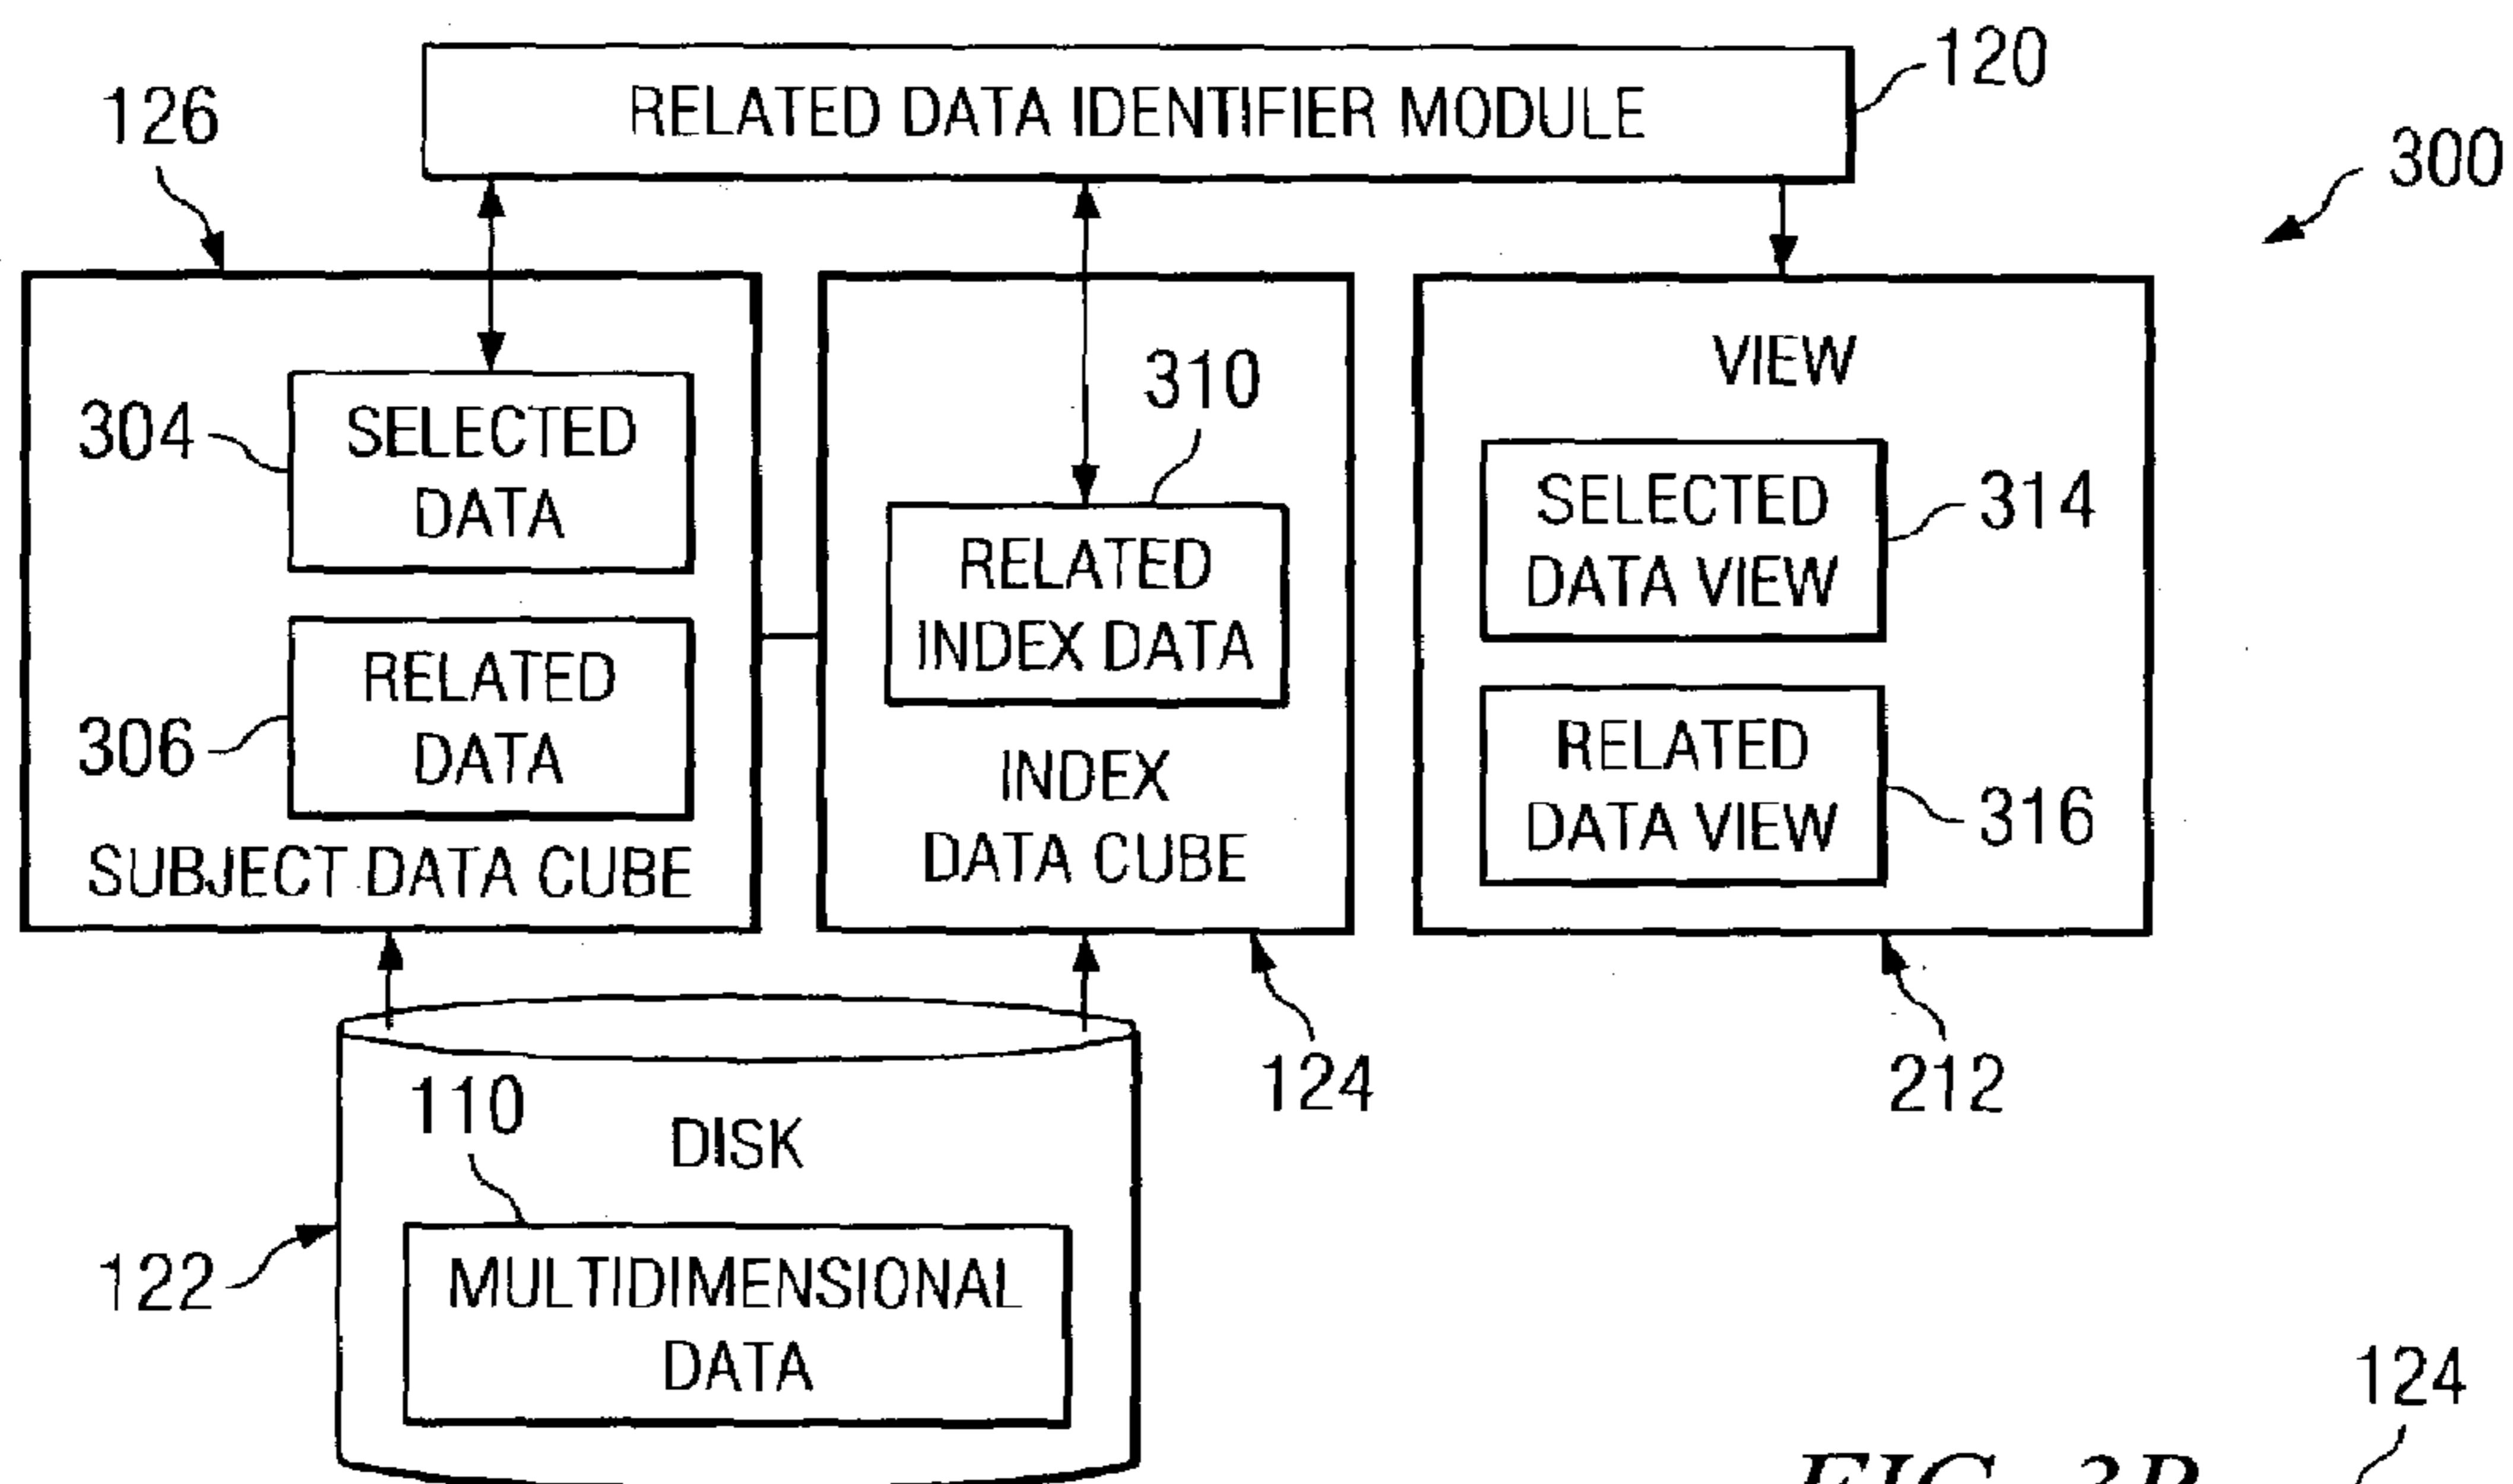 120
RELATED DATA IDENTIFIER MODULE
126
300
VIEW
310
304
SELECTED
DATA
314
SELECTED
DATA VIEW
RELATED
INDEX DATA
306
RELATED
DATA
RELATED
DATA VIEW
316
INDEX
DATA CUBE
SUBJECT DATA CUBE
124
212
110
DISK
122
MULTIDIMENSIONAL
DATA
124
FIG. 3B